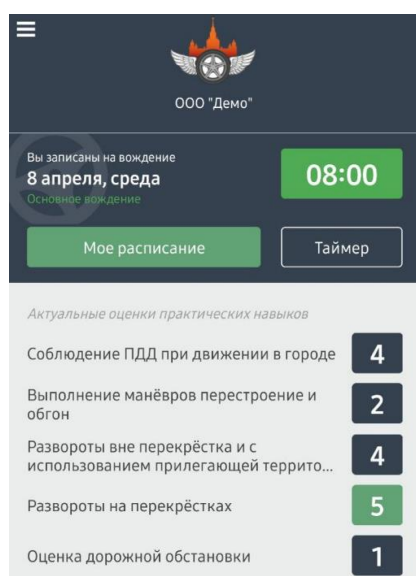 ООО "Демо"
Вы записаны на вождение
8 апреля, среда
Основное вождение
08:00
Мое расписание
Таймер
Актуальные оценки практических навыков
Соблюдение ПДД при движении в городе
4
Выполнение манёвров перестроение и
обгон
2
Развороты вне перекрёстка и с
использованием прилегающей террито...
4
Развороты на перекрёстках
5
Оценка дорожной обстановки
1